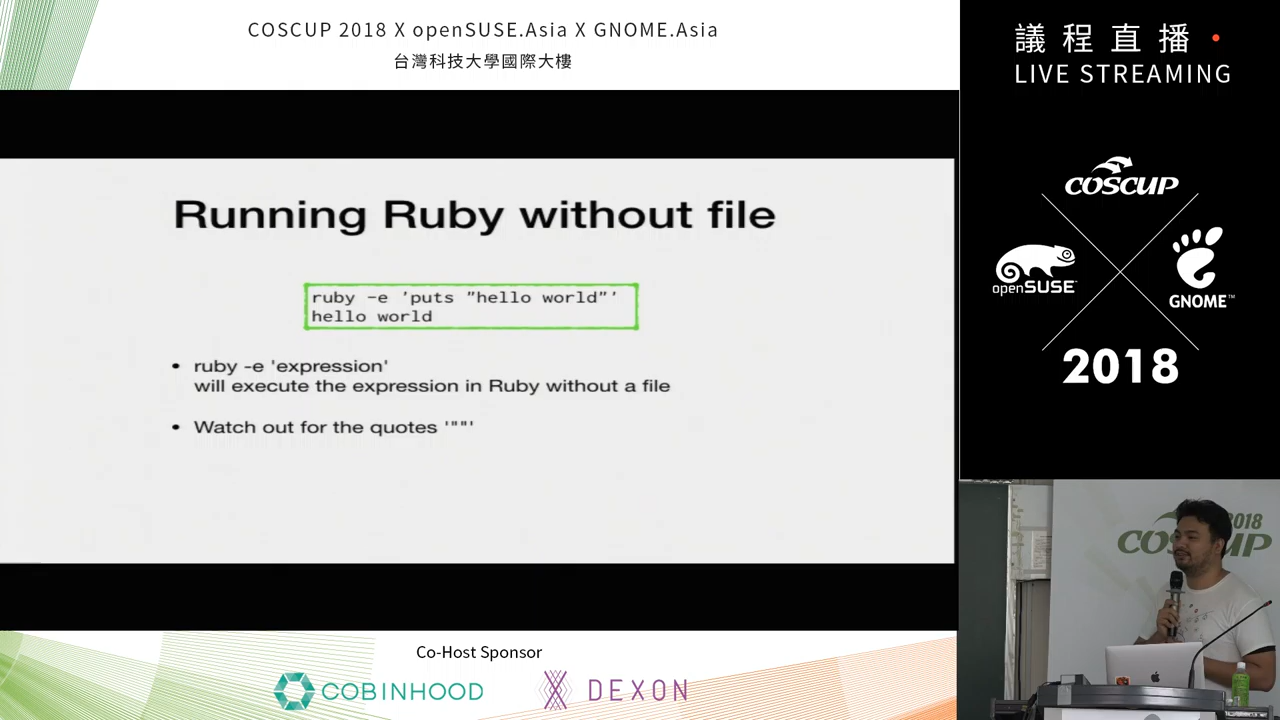 COSCUP 2018 X openSUSE.Asia X GNOME.Asia
台灣科技大學國際大樓
議程直播
LIVE STREAMING
Running Ruby without file
ruby -e 'puts "hello world"'
hello world
• ruby -e 'expression'
will execute the expression in Ruby without a file
• Watch out for the quotes '""'
COSCUP
openSUSE
GNOME™
2018
2018
COSCUP
Co-Host Sponsor
COBINHOOD
DEXON